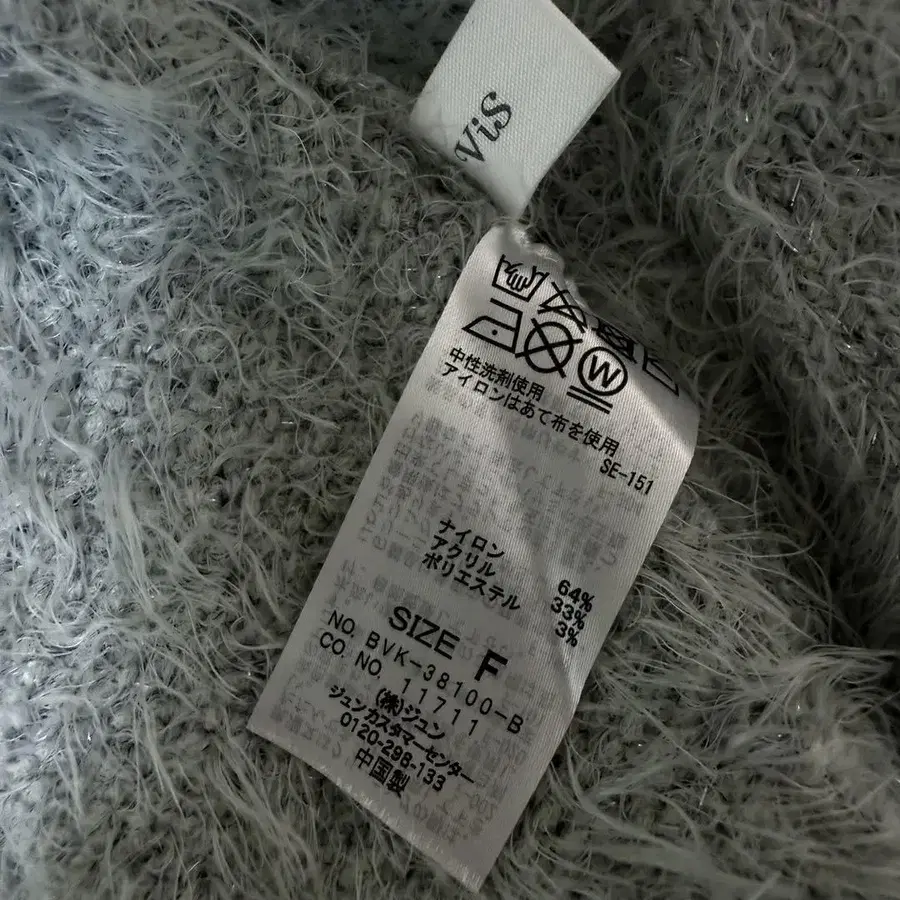 ViS
W
中性洗剤使用
アイロンはあて布を使用
SE-151
ナイロン 64%
アクリル 33%
ポリエステル 3%
SIZE F
NO. BVK-38100-B
CO. NO. 11711
(株)ジュン
ジュンカスタマーセンター
0120-298-133
中国製